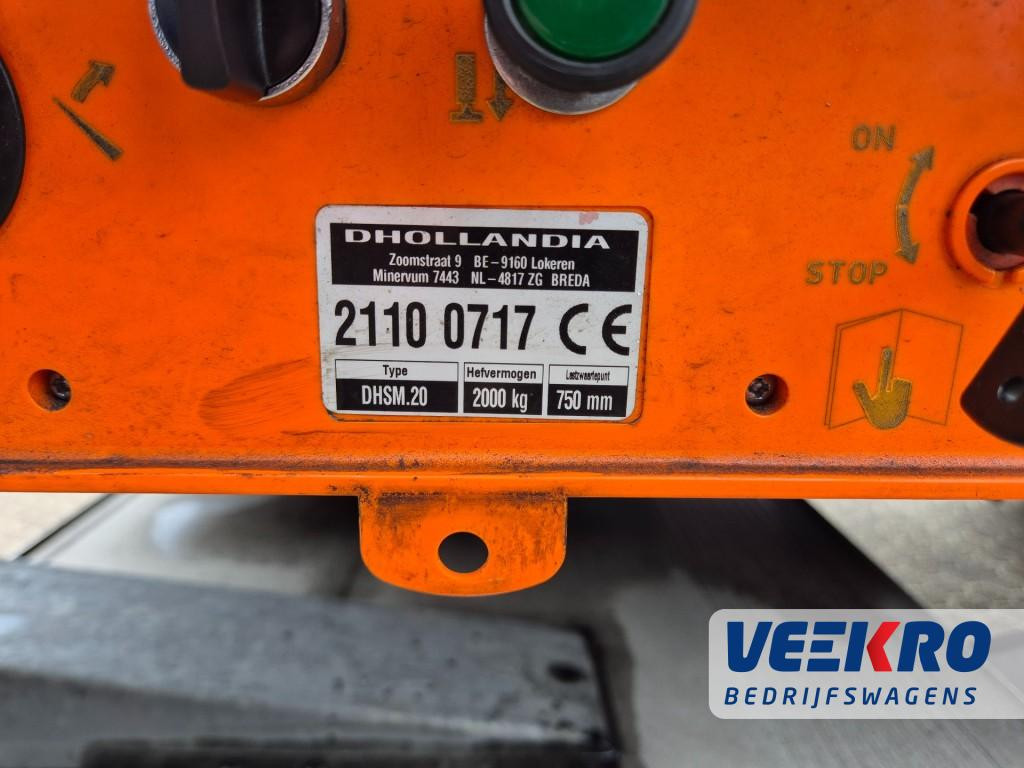 ON
STOP
DHOLLANDIA
Zoomstraat 9 BE-9160 Lokeren
Minervum 7443 NL-4817 ZG BREDA
2110 0717 CE
Type Hefvermogen Lastzwaartepunt
DHSM.20 2000 kg 750 mm
VEEKRO
BEDRIJFSWAGENS